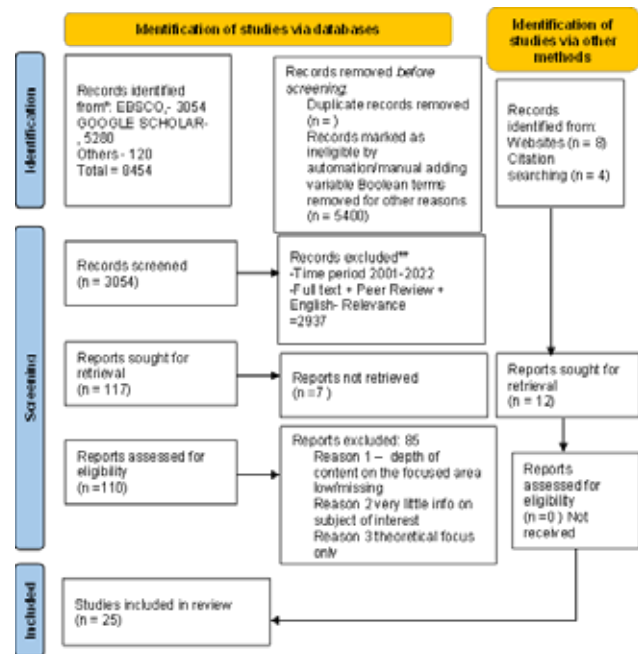 Identification of studies via databases
Identification of
studies via other
methods
Identification
Records identified
from*: EBSCO,- 3054
GOOGLE SCHOLAR-
, 5280
Others - 120
Total = 8454
Records removed before
screening:
Duplicate records removed
(n = )
Records marked as
ineligible by
automation/manual adding
variable Boolean terms
removed for other reasons
(n = 5400)
Records
identified from:
Websites (n = 8)
Citation
searching (n = 4)
Screening
Records screened
(n = 3054)
Records excluded**
-Time period 2001-2022
-Full text + Peer Review +
English- Relevance
=2937
Reports sought for
retrieval
(n = 117)
Reports not retrieved
(n =7 )
Reports sought for
retrieval
(n = 12)
Reports assessed for
eligibility
(n =110)
Reports excluded: 85
Reason 1 – depth of
content on the focused area
low/missing
Reason 2 very little info on
subject of interest
Reason 3 theoretical focus
only
Reports
assessed for
eligibility
(n =0 ) Not
received
Included
Studies included in review
(n = 25)